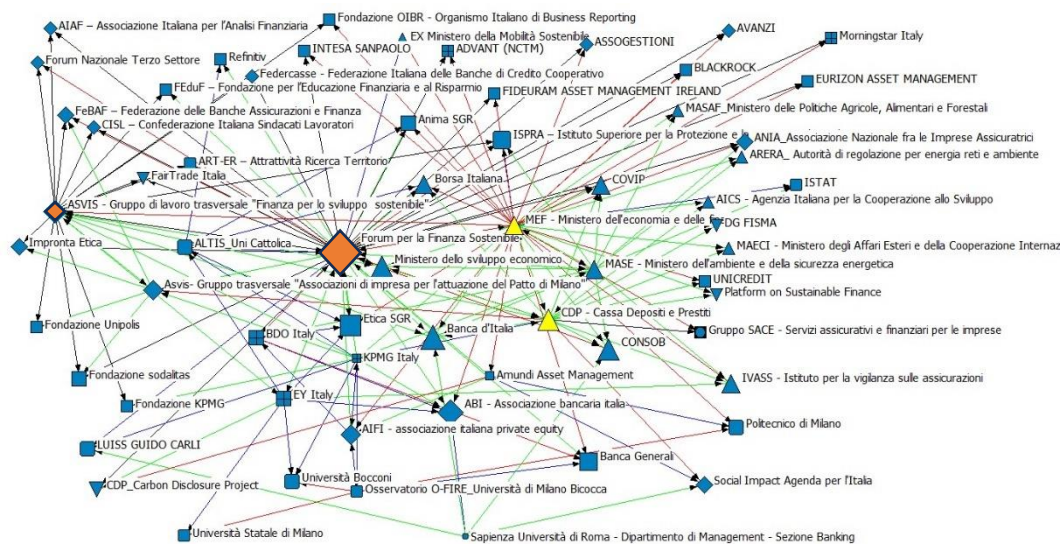 AIAF – Associazione Italiana per l'Analisi Finanziaria
Fondazione OIBR - Organismo Italiano di Business Reporting
EX Ministero della Mobilità Sostenibile
AVANZI
Morningstar Italy
Forum Nazionale Terzo Settore
Refinitiv
INTESA SANPAOLO
ADVANT (NCTM)
ASSOGESTIONI
Federcasse - Federazione Italiana delle Banche di Credito Cooperativo
BLACKROCK
EURIZON ASSET MANAGEMENT
FEduF – Fondazione per l'Educazione Finanziaria e al Risparmio
FIDEURAM ASSET MANAGEMENT IRELAND
FeBAF – Federazione delle Banche Assicurazioni e Finanza
MASAF_Ministero delle Politiche Agricole, Alimentari e Forestali
CISL – Confederazione Italiana Sindacati Lavoratori
Anima SGR
ISPRA – Istituto Superiore per la Protezione e la
ANIA_Associazione Nazionale fra le Imprese Assicuratrici
ARERA_ Autorità di regolazione per energia reti e ambiente
ART-ER – Attrattività Ricerca Territorio
FairTrade Italia
Borsa Italiana
COVIP
ISTAT
ASVIS - Gruppo di lavoro trasversale "Finanza per lo sviluppo sostenibile"
AICS - Agenzia Italiana per la Cooperazione allo Sviluppo
MEF - Ministero dell'economia e delle
DG FISMA
Impronta Etica
ALTIS_Uni Cattolica
Forum per la Finanza Sostenibile
MAECI - Ministero degli Affari Esteri e della Cooperazione Internaz
Ministero dello sviluppo economico
MASE - Ministero dell'ambiente e della sicurezza energetica
UNICREDIT
Asvis- Gruppo trasversale "Associazioni di impresa per l'attuazione del Patto di Milano"
Platform on Sustainable Finance
CDP - Cassa Depositi e Prestiti
Fondazione Unipolis
Etica SGR
BDO Italy
Banca d'Italia
Gruppo SACE - Servizi assicurativi e finanziari per le imprese
CONSOB
KPMG Italy
Fondazione sodalitas
Amundi Asset Management
IVASS - Istituto per la vigilanza sulle assicurazioni
Fondazione KPMG
EY Italy
ABI - Associazione bancaria italia
AIFI - associazione italiana private equity
Politecnico di Milano
LUISS GUIDO CARLI
Banca Generali
CDP_Carbon Disclosure Project
Università Bocconi
Osservatorio O-FIRE_Università di Milano Bicocca
Social Impact Agenda per l'Italia
Università Statale di Milano
Sapienza Università di Roma - Dipartimento di Management - Sezione Banking